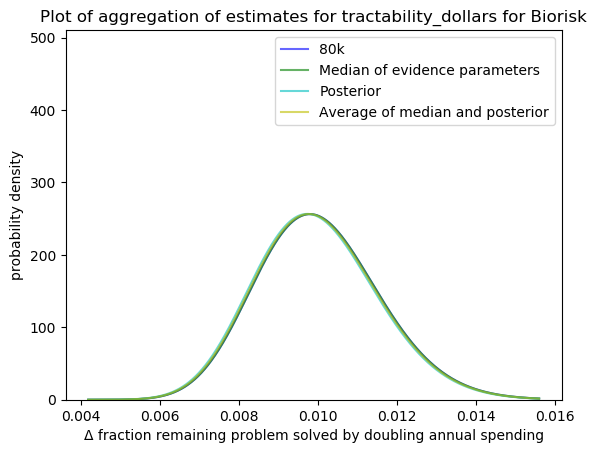 Plot of aggregation of estimates for tractability_dollars for Biorisk
500
400
300
200
100
0
probability density
80k
Median of evidence parameters
Posterior
Average of median and posterior
0.004 0.006 0.008 0.010 0.012 0.014 0.016
Δ fraction remaining problem solved by doubling annual spending